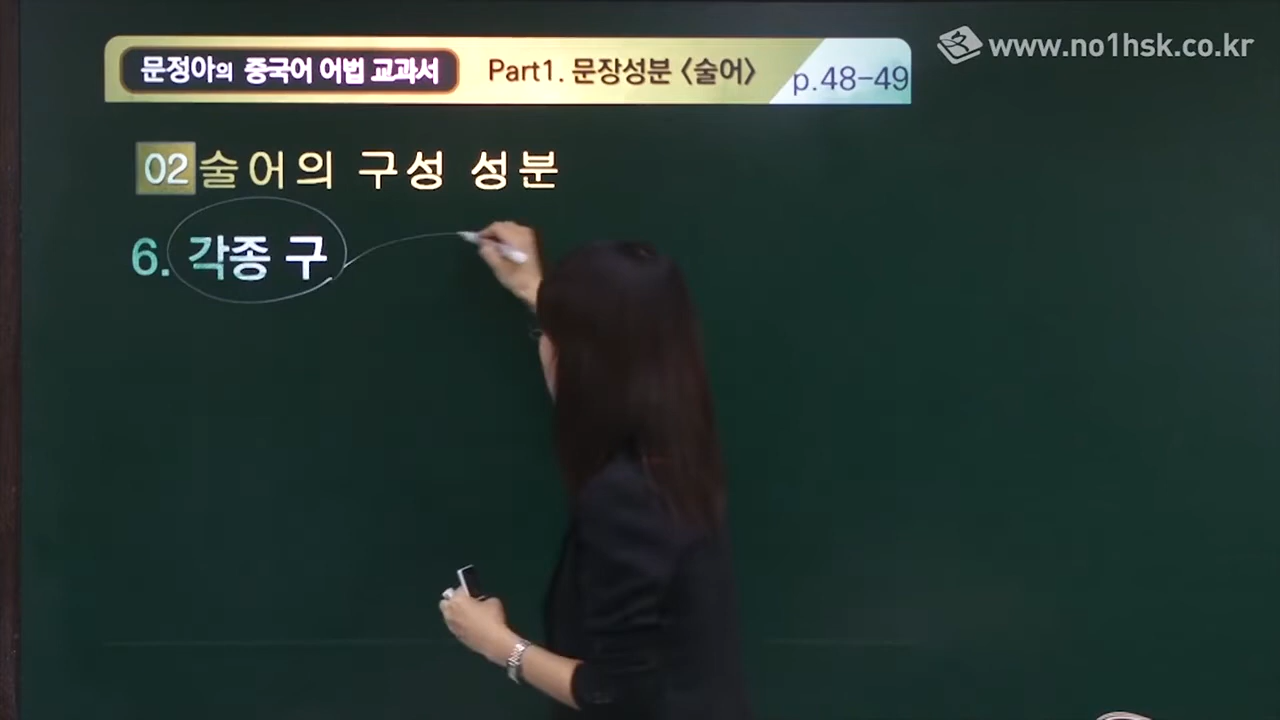 www.no1hsk.co.kr
문정아의 중국어 어법 교과서 Part1. 문장성분 <술어> p.48-49
02 술어의 구성 성분
6. 각종 구